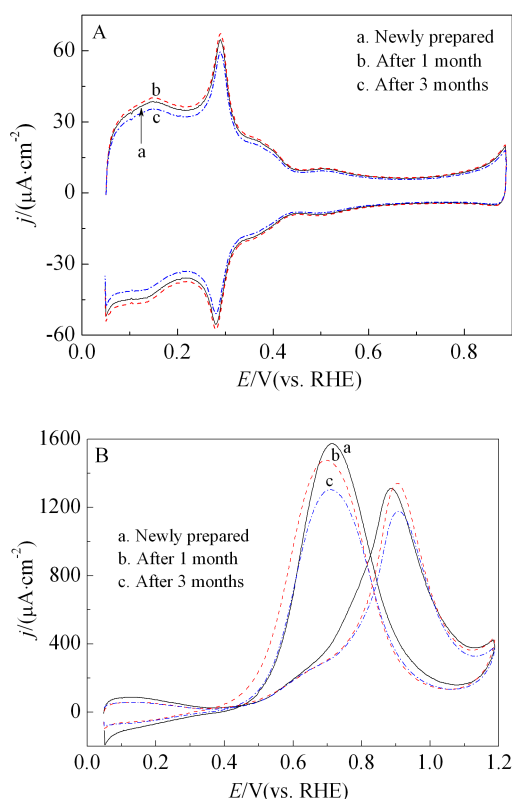 A
a. Newly prepared
b. After 1 month
c. After 3 months
b
c
a
60
30
0
-30
-60
j/(μA·cm-2)
0.0 0.2 0.4 0.6 0.8
E/V(vs. RHE)
B
a
b
c
a. Newly prepared
b. After 1 month
c. After 3 months
1600
1200
800
400
0
j/(μA·cm-2)
0.0 0.2 0.4 0.6 0.8 1.0 1.2
E/V(vs. RHE)